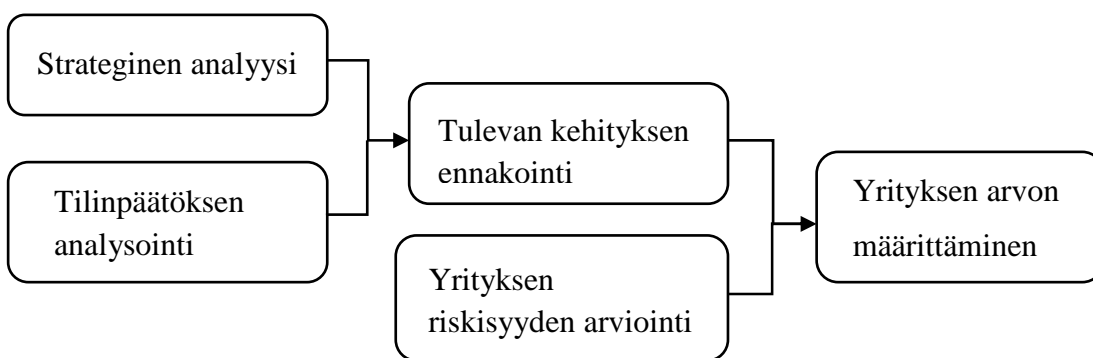 Strateginen analyysi
Tilinpäätöksen
analysointi
Tulevan kehityksen
ennakointi
Yrityksen
riskisyyden arviointi
Yrityksen arvon
määrittäminen